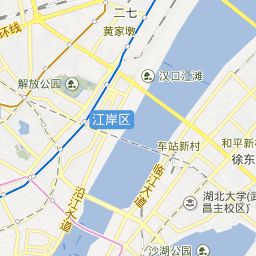 二七
黄家墩
环线
汉口江滩
解放公园
江岸区
车站新村
和平新
徐东
沿江大道
临江大道
湖北大学(武
昌主校区)
沙湖公园